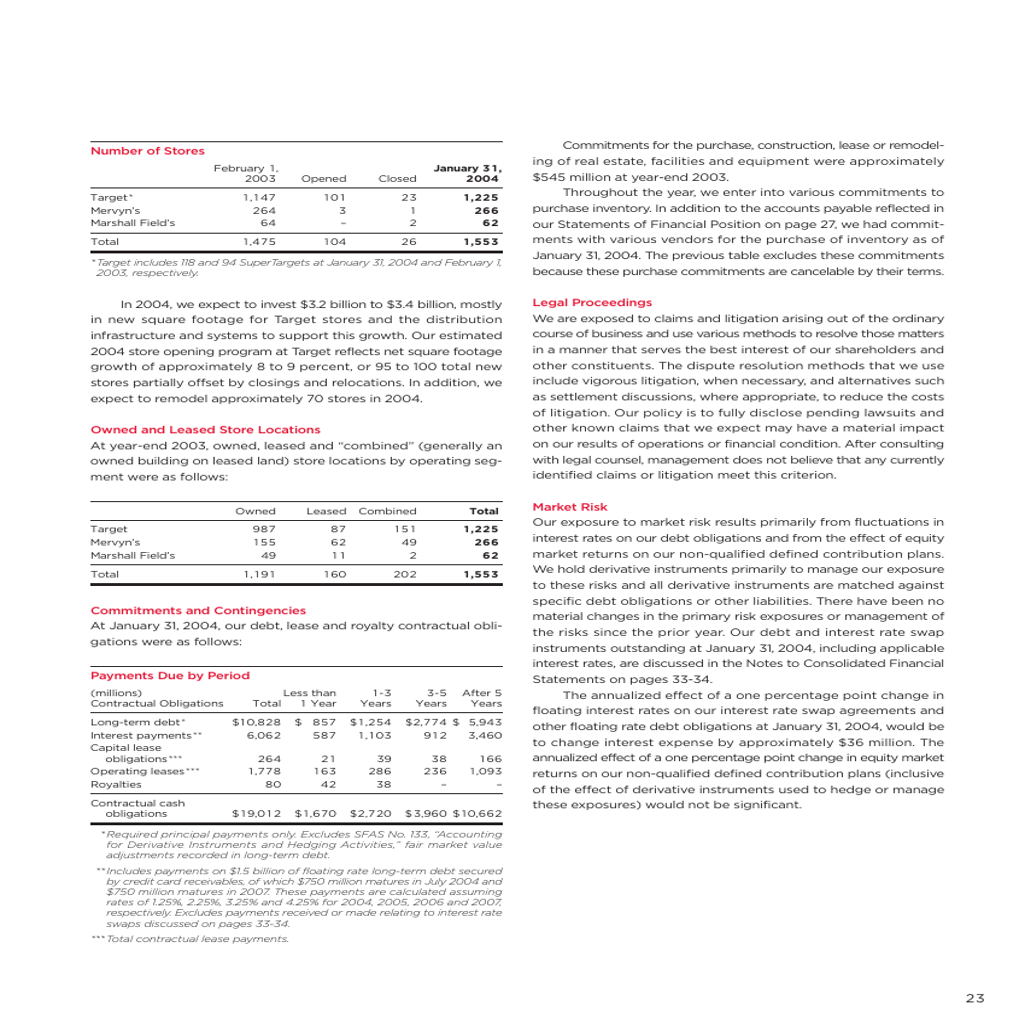 Number of Stores
February 1, January 31,
2003 Opened Closed 2004
Target* 1,147 101 23 1,225
Mervyn's 264 3 1 266
Marshall Field's 64 – 2 62
Total 1,475 104 26 1,553
*Target includes 118 and 94 SuperTargets at January 31, 2004 and February 1,
2003, respectively.
In 2004, we expect to invest $3.2 billion to $3.4 billion, mostly
in new square footage for Target stores and the distribution
infrastructure and systems to support this growth. Our estimated
2004 store opening program at Target reflects net square footage
growth of approximately 8 to 9 percent, or 95 to 100 total new
stores partially offset by closings and relocations. In addition, we
expect to remodel approximately 70 stores in 2004.
Owned and Leased Store Locations
At year-end 2003, owned, leased and “combined” (generally an
owned building on leased land) store locations by operating seg-
ment were as follows:
Owned Leased Combined Total
Target 987 87 151 1,225
Mervyn's 155 62 49 266
Marshall Field's 49 11 2 62
Total 1,191 160 202 1,553
Commitments and Contingencies
At January 31, 2004, our debt, lease and royalty contractual obli-
gations were as follows:
Payments Due by Period
(millions) Less than 1-3 3-5 After 5
Contractual Obligations Total 1 Year Years Years Years
Long-term debt* $10,828 $ 857 $1,254 $2,774 $ 5,943
Interest payments** 6,062 587 1,103 912 3,460
Capital lease
obligations*** 264 21 39 38 166
Operating leases*** 1,778 163 286 236 1,093
Royalties 80 42 38 – –
Contractual cash
obligations $19,012 $1,670 $2,720 $3,960 $10,662
*Required principal payments only. Excludes SFAS No. 133, “Accounting
for Derivative Instruments and Hedging Activities,” fair market value
adjustments recorded in long-term debt.
**Includes payments on $1.5 billion of floating rate long-term debt secured
by credit card receivables, of which $750 million matures in July 2004 and
$750 million matures in 2007. These payments are calculated assuming
rates of 1.25%, 2.25%, 3.25% and 4.25% for 2004, 2005, 2006 and 2007,
respectively. Excludes payments received or made relating to interest rate
swaps discussed on pages 33-34.
***Total contractual lease payments.
Commitments for the purchase, construction, lease or remodel-
ing of real estate, facilities and equipment were approximately
$545 million at year-end 2003.
Throughout the year, we enter into various commitments to
purchase inventory. In addition to the accounts payable reflected in
our Statements of Financial Position on page 27, we had commit-
ments with various vendors for the purchase of inventory as of
January 31, 2004. The previous table excludes these commitments
because these purchase commitments are cancelable by their terms.
Legal Proceedings
We are exposed to claims and litigation arising out of the ordinary
course of business and use various methods to resolve those matters
in a manner that serves the best interest of our shareholders and
other constituents. The dispute resolution methods that we use
include vigorous litigation, when necessary, and alternatives such
as settlement discussions, where appropriate, to reduce the costs
of litigation. Our policy is to fully disclose pending lawsuits and
other known claims that we expect may have a material impact
on our results of operations or financial condition. After consulting
with legal counsel, management does not believe that any currently
identified claims or litigation meet this criterion.
Market Risk
Our exposure to market risk results primarily from fluctuations in
interest rates on our debt obligations and from the effect of equity
market returns on our non-qualified defined contribution plans.
We hold derivative instruments primarily to manage our exposure
to these risks and all derivative instruments are matched against
specific debt obligations or other liabilities. There have been no
material changes in the primary risk exposures or management of
the risks since the prior year. Our debt and interest rate swap
instruments outstanding at January 31, 2004, including applicable
interest rates, are discussed in the Notes to Consolidated Financial
Statements on pages 33-34.
The annualized effect of a one percentage point change in
floating interest rates on our interest rate swap agreements and
other floating rate debt obligations at January 31, 2004, would be
to change interest expense by approximately $36 million. The
annualized effect of a one percentage point change in equity market
returns on our non-qualified defined contribution plans (inclusive
of the effect of derivative instruments used to hedge or manage
these exposures) would not be significant.
23